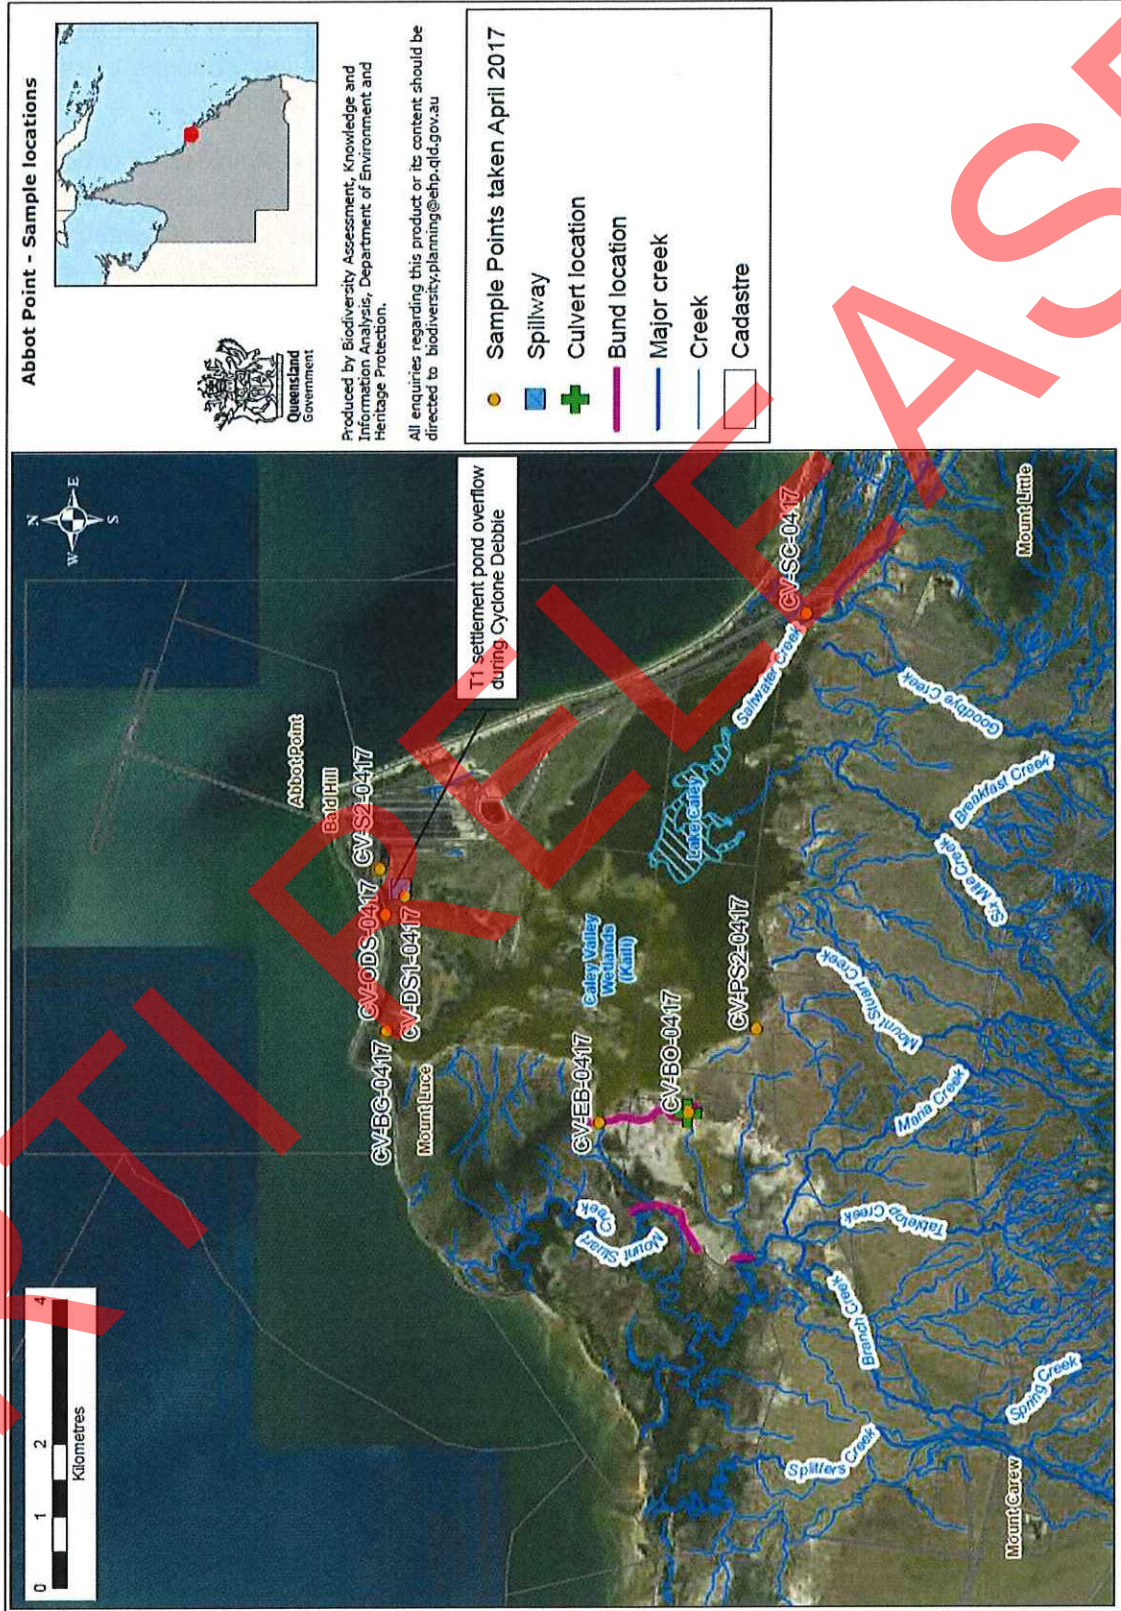 Abbot Point - Sample locations
Queensland
Government
Produced by Biodiversity Assessment, Knowledge and
Information Analysis, Department of Environment and
Heritage Protection.
All enquiries regarding this product or its content should be
directed to biodiversity.planning@ehp.qld.gov.au
Sample Points taken April 2017
Spillway
Culvert location
Bund location
Major creek
Creek
Cadastre
N
W
E
S
0
1
2
4
Kilometres
T1 settlement pond overflow
during Cyclone Debbie
Abbot Point
Bald Hill
CV-S2-0417
CV-ODS-0417
CV-DS1-0417
CV-BG-0417
Mount Luce
CV-EB-0417
CV-BO-0417
CV-PS2-0417
CV-SC-0417
Caley Valley
Wetlands
(Kaili)
Lake Caley
Saltwater Creek
Goodbye Creek
Mount Little
Breakfast Creek
Six Mile Creek
Mount Stuart Creek
Maria Creek
Mount Stuart Creek
Tabletop Creek
Branch Creek
Spring Creek
Splitters Creek
Mount Carew
RTI RELEASE